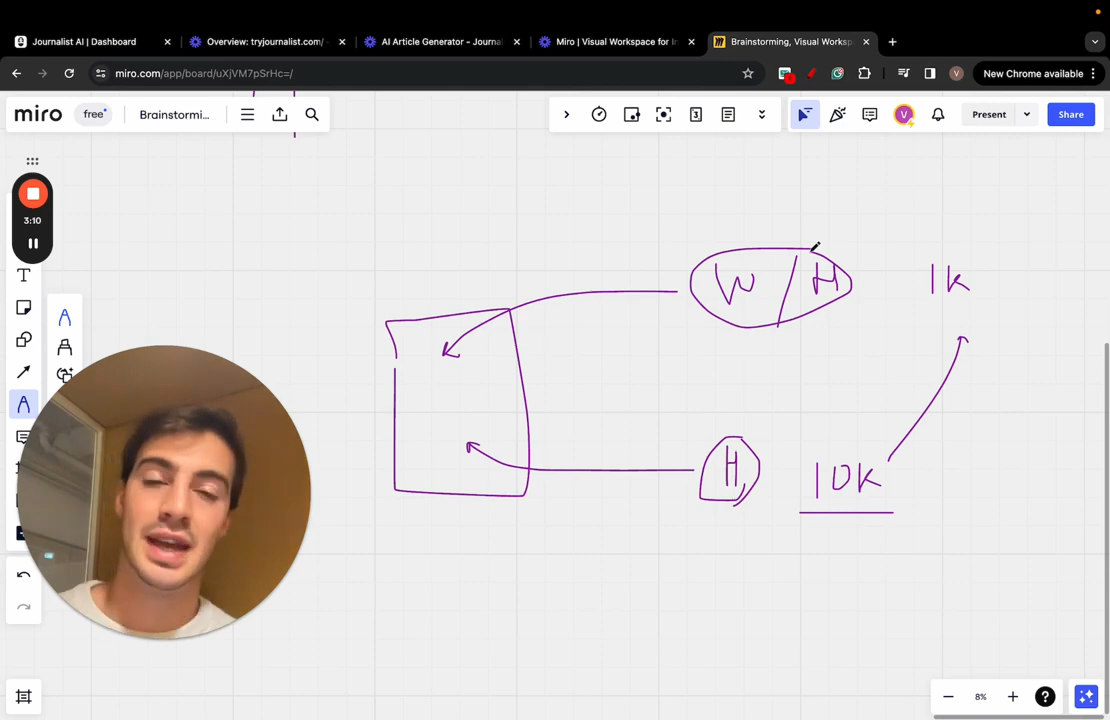 Journalist AI | Dashboard
Overview: tryjournalist.com/ -
AI Article Generator - Journa
Miro | Visual Workspace for In
Brainstorming, Visual Worksp
miro.com/app/board/uXjVM7pSrHc=/
V
New Chrome available
miro
free
Brainstormi...
3
V
Present
Share
3:10
T
W/H
1K
H
10K
8%
?